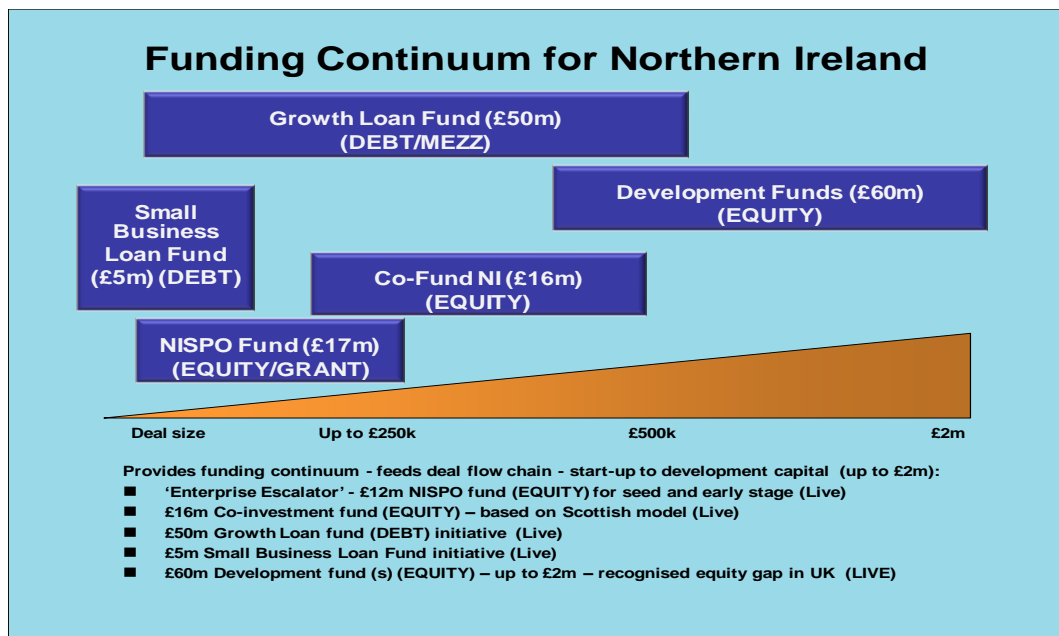 Funding Continuum for Northern Ireland
Growth Loan Fund (£50m)
(DEBT/MEZZ)
Development Funds (£60m)
(EQUITY)
Small
Business
Loan Fund
(£5m) (DEBT)
Co-Fund NI (£16m)
(EQUITY)
NISPO Fund (£17m)
(EQUITY/GRANT)
Deal size Up to £250k £500k £2m
Provides funding continuum - feeds deal flow chain - start-up to development capital (up to £2m):
■ ‘Enterprise Escalator’ - £12m NISPO fund (EQUITY) for seed and early stage (Live)
■ £16m Co-investment fund (EQUITY) – based on Scottish model (Live)
■ £50m Growth Loan fund (DEBT) initiative (Live)
■ £5m Small Business Loan Fund initiative (Live)
■ £60m Development fund (s) (EQUITY) – up to £2m – recognised equity gap in UK (LIVE)